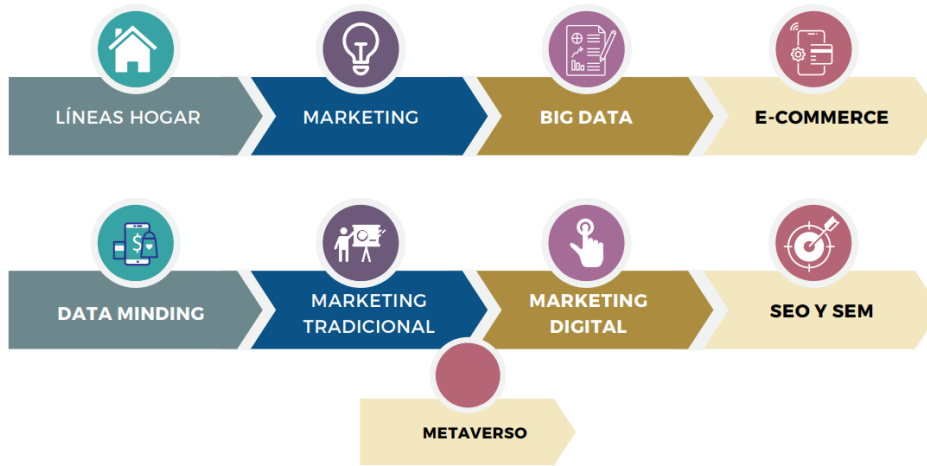 LÍNEAS HOGAR
MARKETING
BIG DATA
E-COMMERCE
DATA MINDING
MARKETING
TRADICIONAL
MARKETING
DIGITAL
SEO Y SEM
METAVERSO